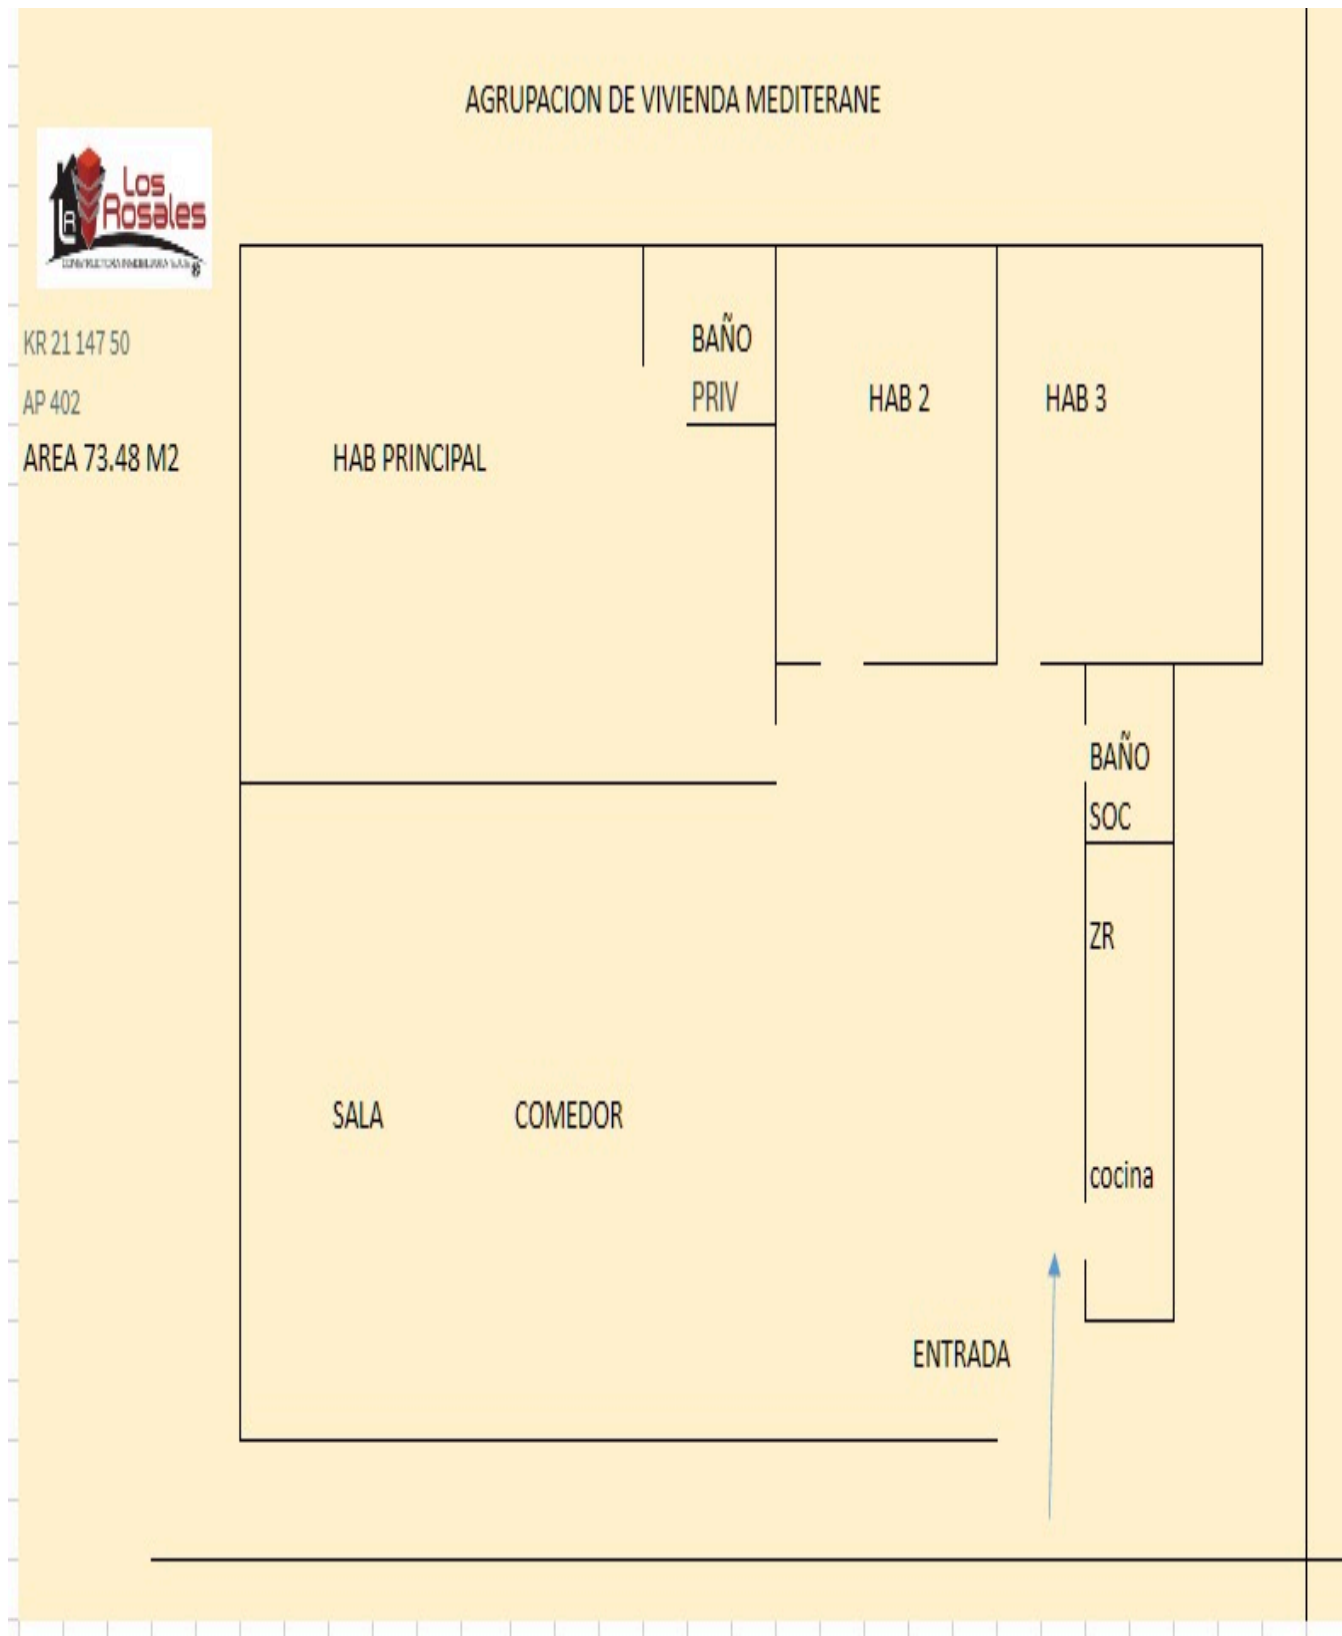 AGRUPACION DE VIVIENDA MEDITERANE
Los
Rosales
KR 21 147 50
AP 402
AREA 73.48 M2
HAB PRINCIPAL
BAÑO
PRIV
HAB 2
HAB 3
BAÑO
SOC
ZR
SALA
COMEDOR
cocina
ENTRADA